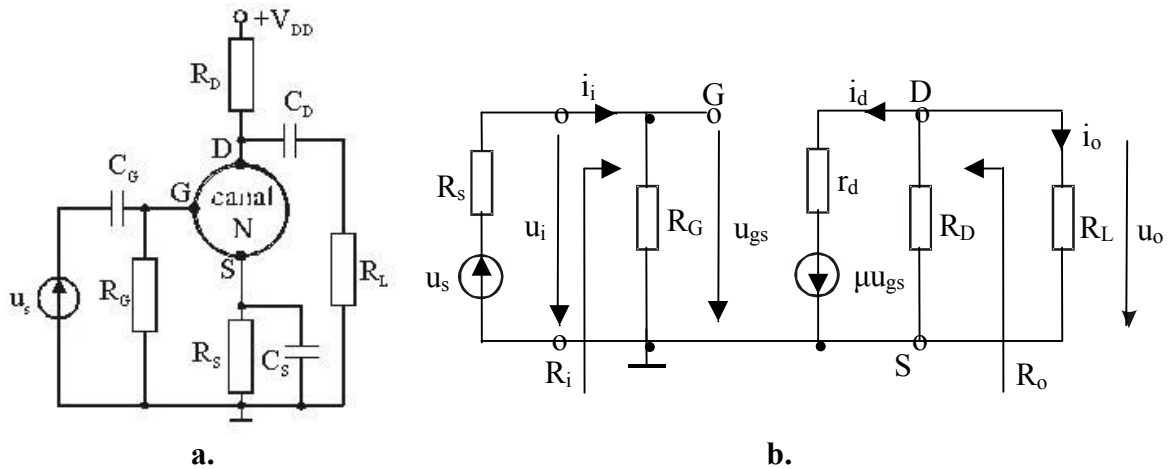 +V_DD
R_D
C_D
D
C_G
G
canal
N
S
u_s
R_G
R_S
C_S
R_L
a.
i_i
G
i_d
D
i_o
R_s
u_i
R_G
u_gs
r_d
R_D
R_L
u_o
u_s
μu_gs
R_i
S
R_o
b.